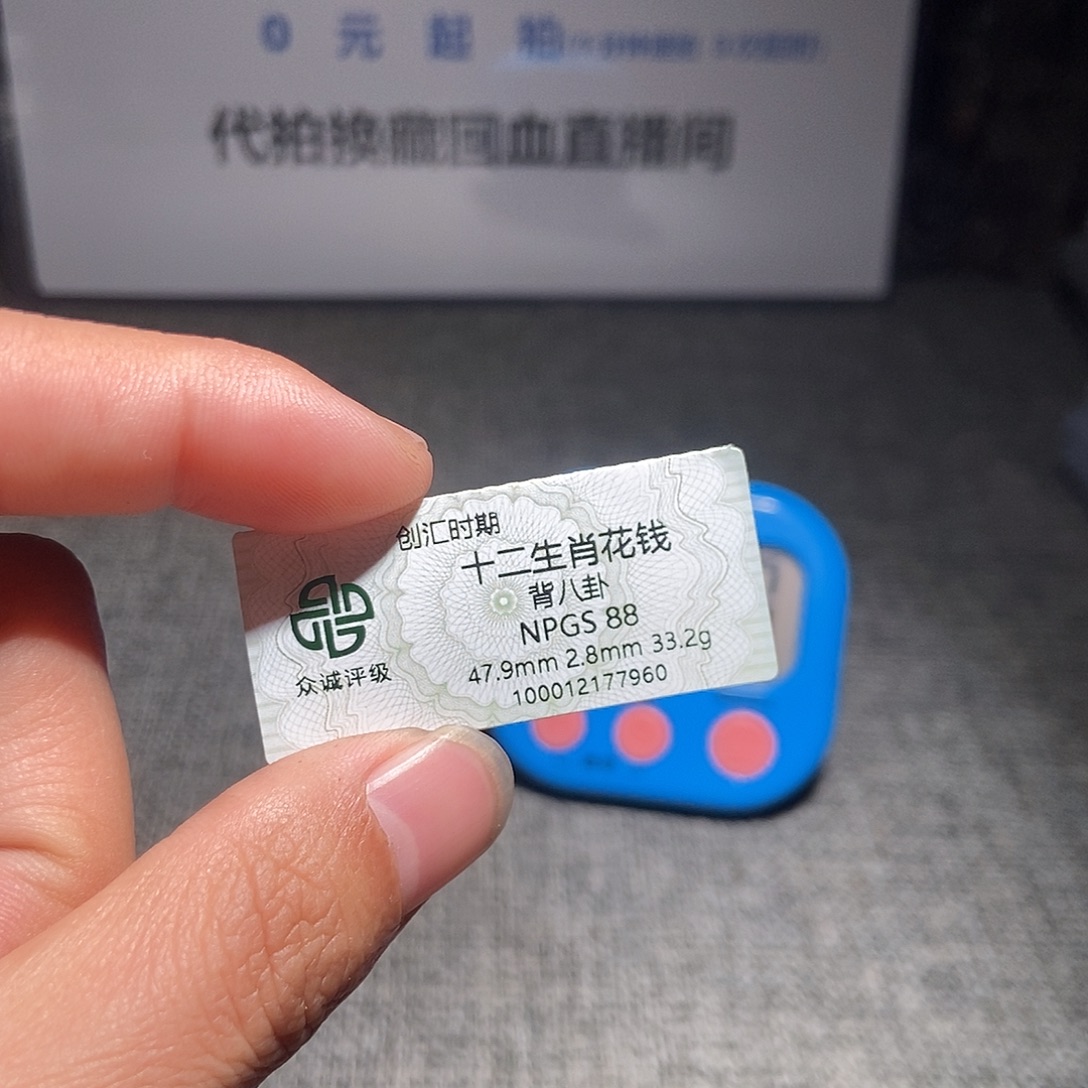 0 元 起 拍
代拍换藏回血直播间
创汇时期
十二生肖花钱
背八卦
NPGS 88
47.9mm 2.8mm 33.2g
100012177960
众诚评级